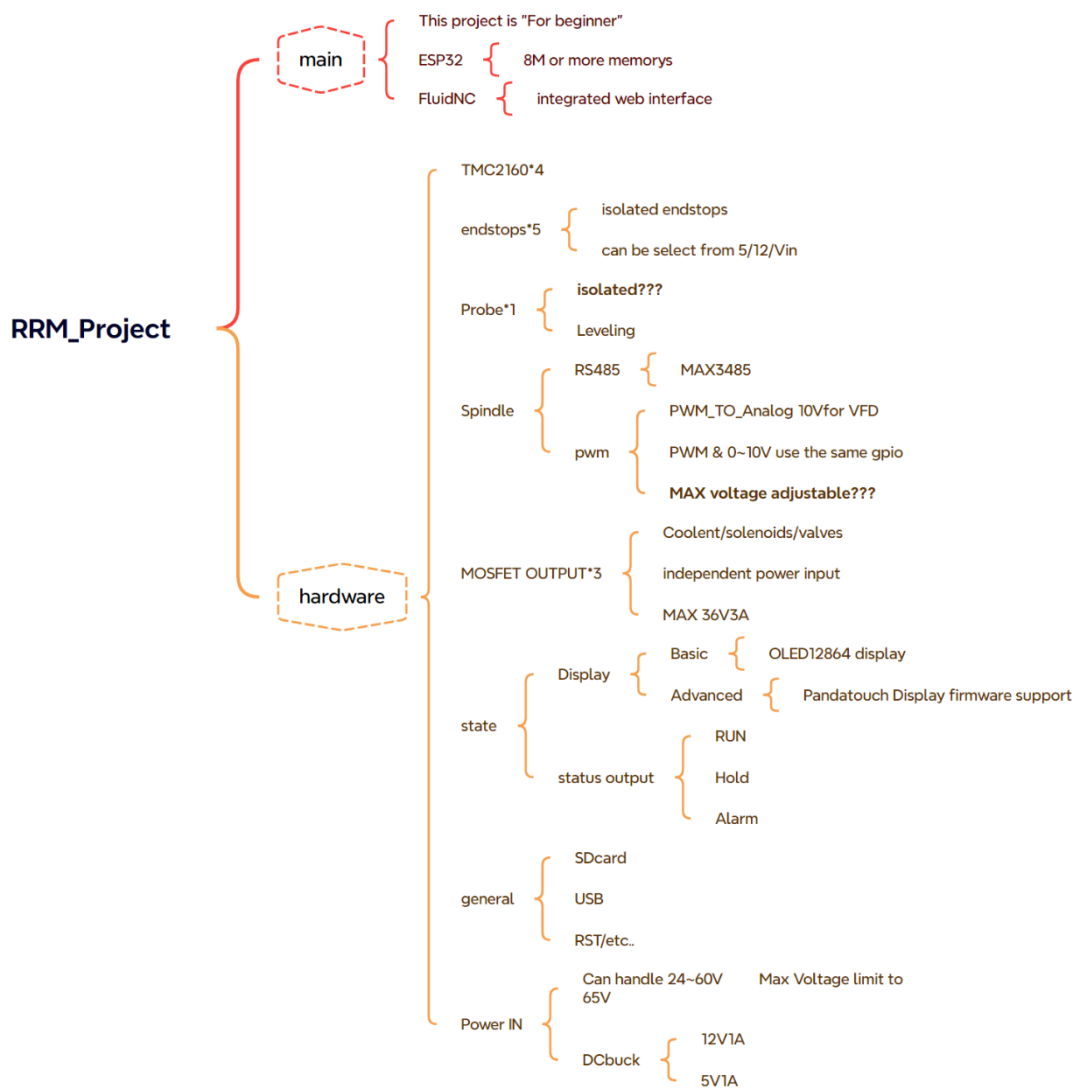 This project is "For beginner"
main
ESP32
8M or more memorys
FluidNC
integrated web interface
RRM_Project
hardware
TMC2160*4
endstops*5
isolated endstops
can be select from 5/12/Vin
Probe*1
isolated???
Leveling
Spindle
RS485
MAX3485
pwm
PWM_TO_Analog 10Vfor VFD
PWM & 0~10V use the same gpio
MAX voltage adjustable???
MOSFET OUTPUT*3
Coolent/solenoids/valves
independent power input
MAX 36V3A
state
Display
Basic
OLED12864 display
Advanced
Pandatouch Display firmware support
status output
RUN
Hold
Alarm
general
SDcard
USB
RST/etc..
Power IN
Can handle 24~60V Max Voltage limit to
65V
DCbuck
12V1A
5V1A